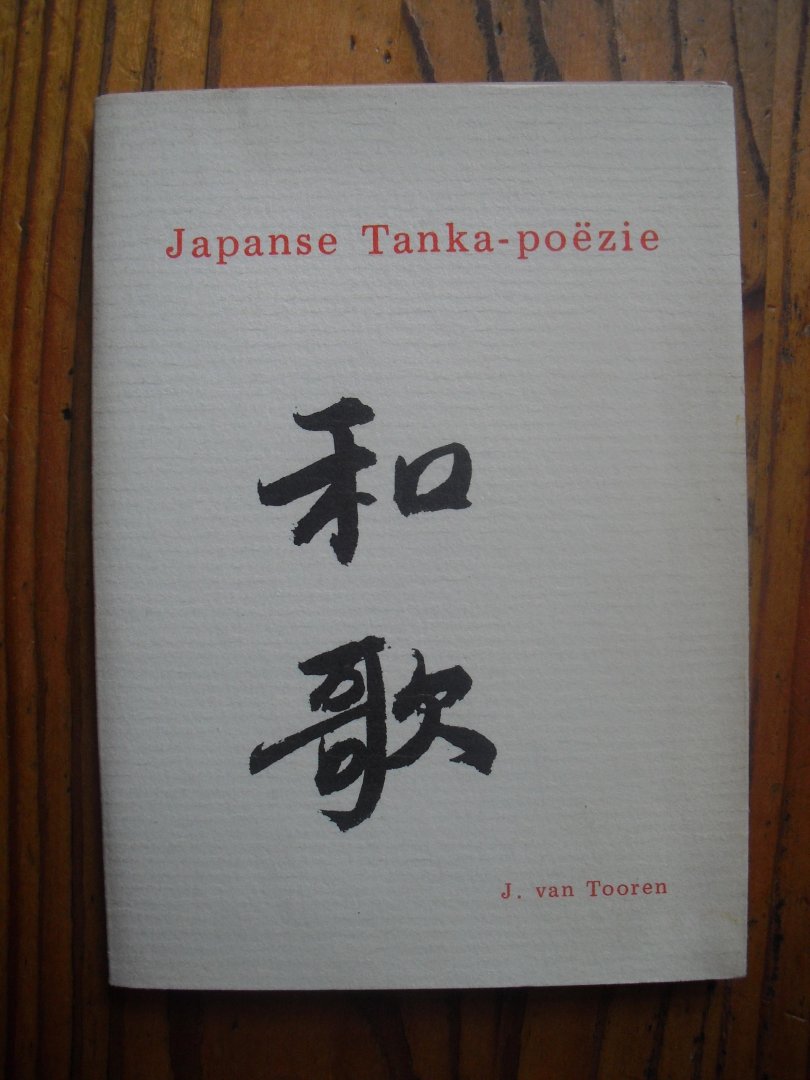 Japanse Tanka-poëzie
和
歌
J. van Tooren